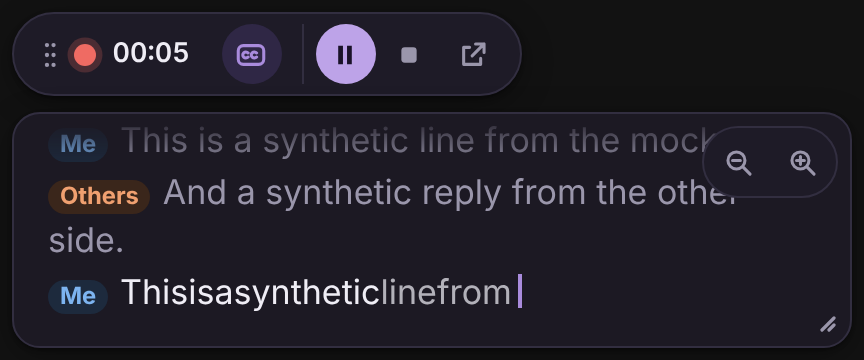 00:05
CC
Me This is a synthetic line from the mock
Others And a synthetic reply from the other
side.
Me Thisisasyntheticlinefrom